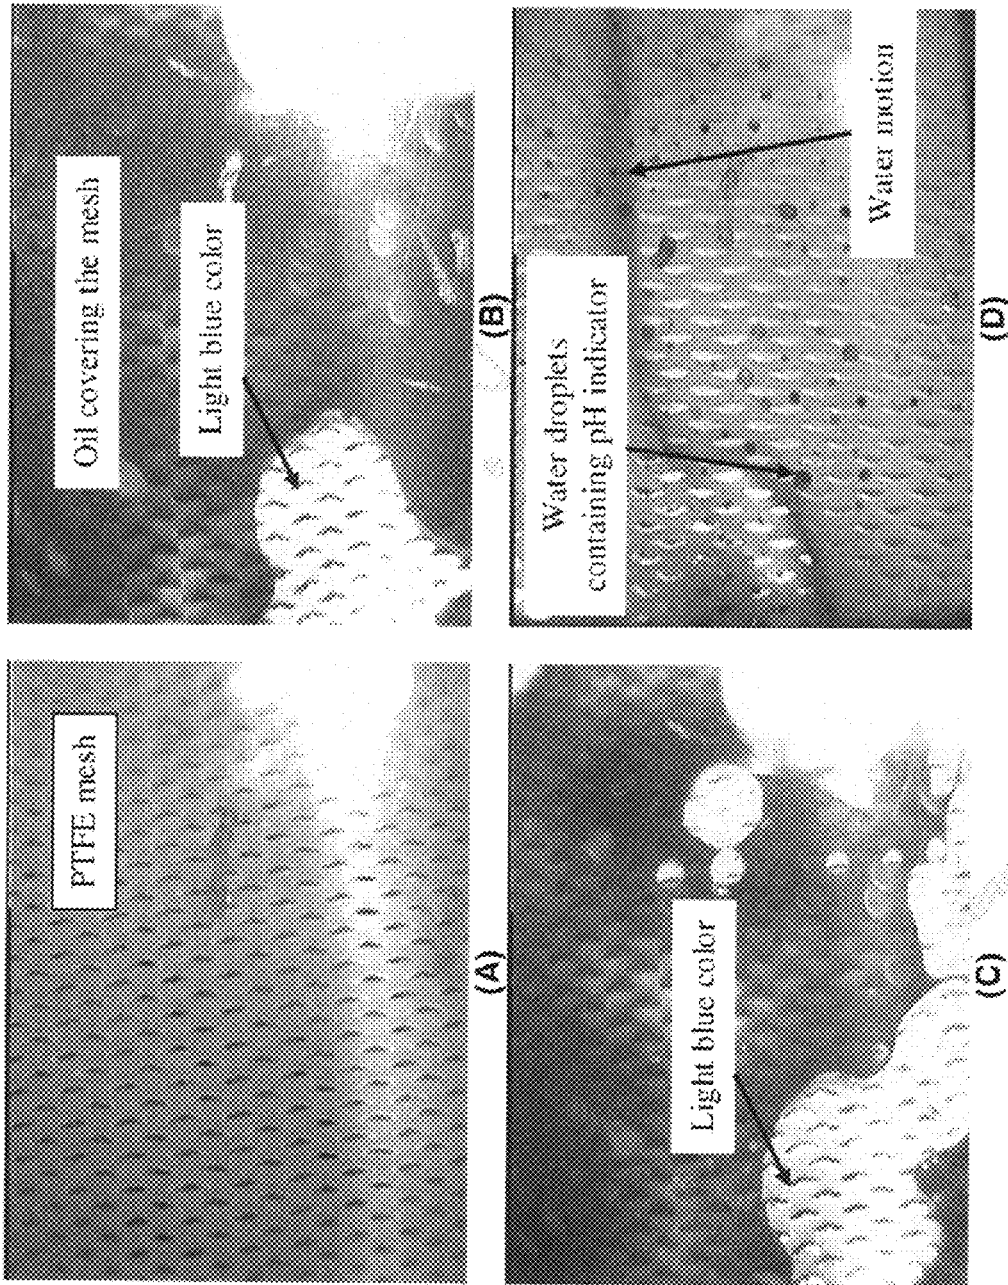 PTFE mesh
(A)
Oil covering the mesh
Light blue color
(B)
Light blue color
(C)
Water droplets
containing pH indicator
Water motion
(D)